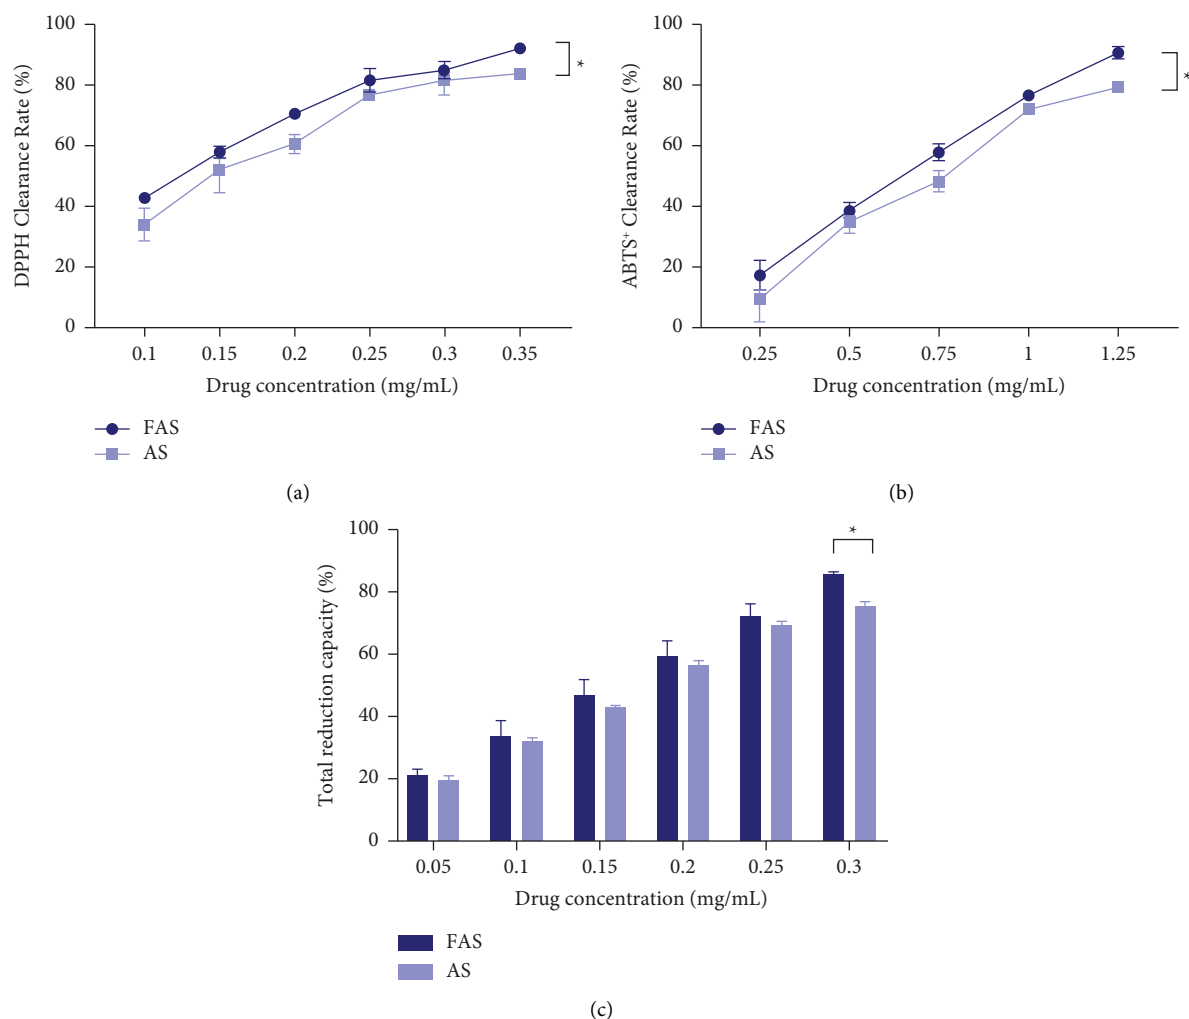 100
80
60
40
20
0
DPPH Clearance Rate (%)
*
0.1 0.15 0.2 0.25 0.3 0.35
Drug concentration (mg/mL)
FAS
AS
(a)
100
80
60
40
20
0
ABTS⁺ Clearance Rate (%)
*
0.25 0.5 0.75 1 1.25
Drug concentration (mg/mL)
FAS
AS
(b)
100
80
60
40
20
0
Total reduction capacity (%)
*
0.05 0.1 0.15 0.2 0.25 0.3
Drug concentration (mg/mL)
FAS
AS
(c)